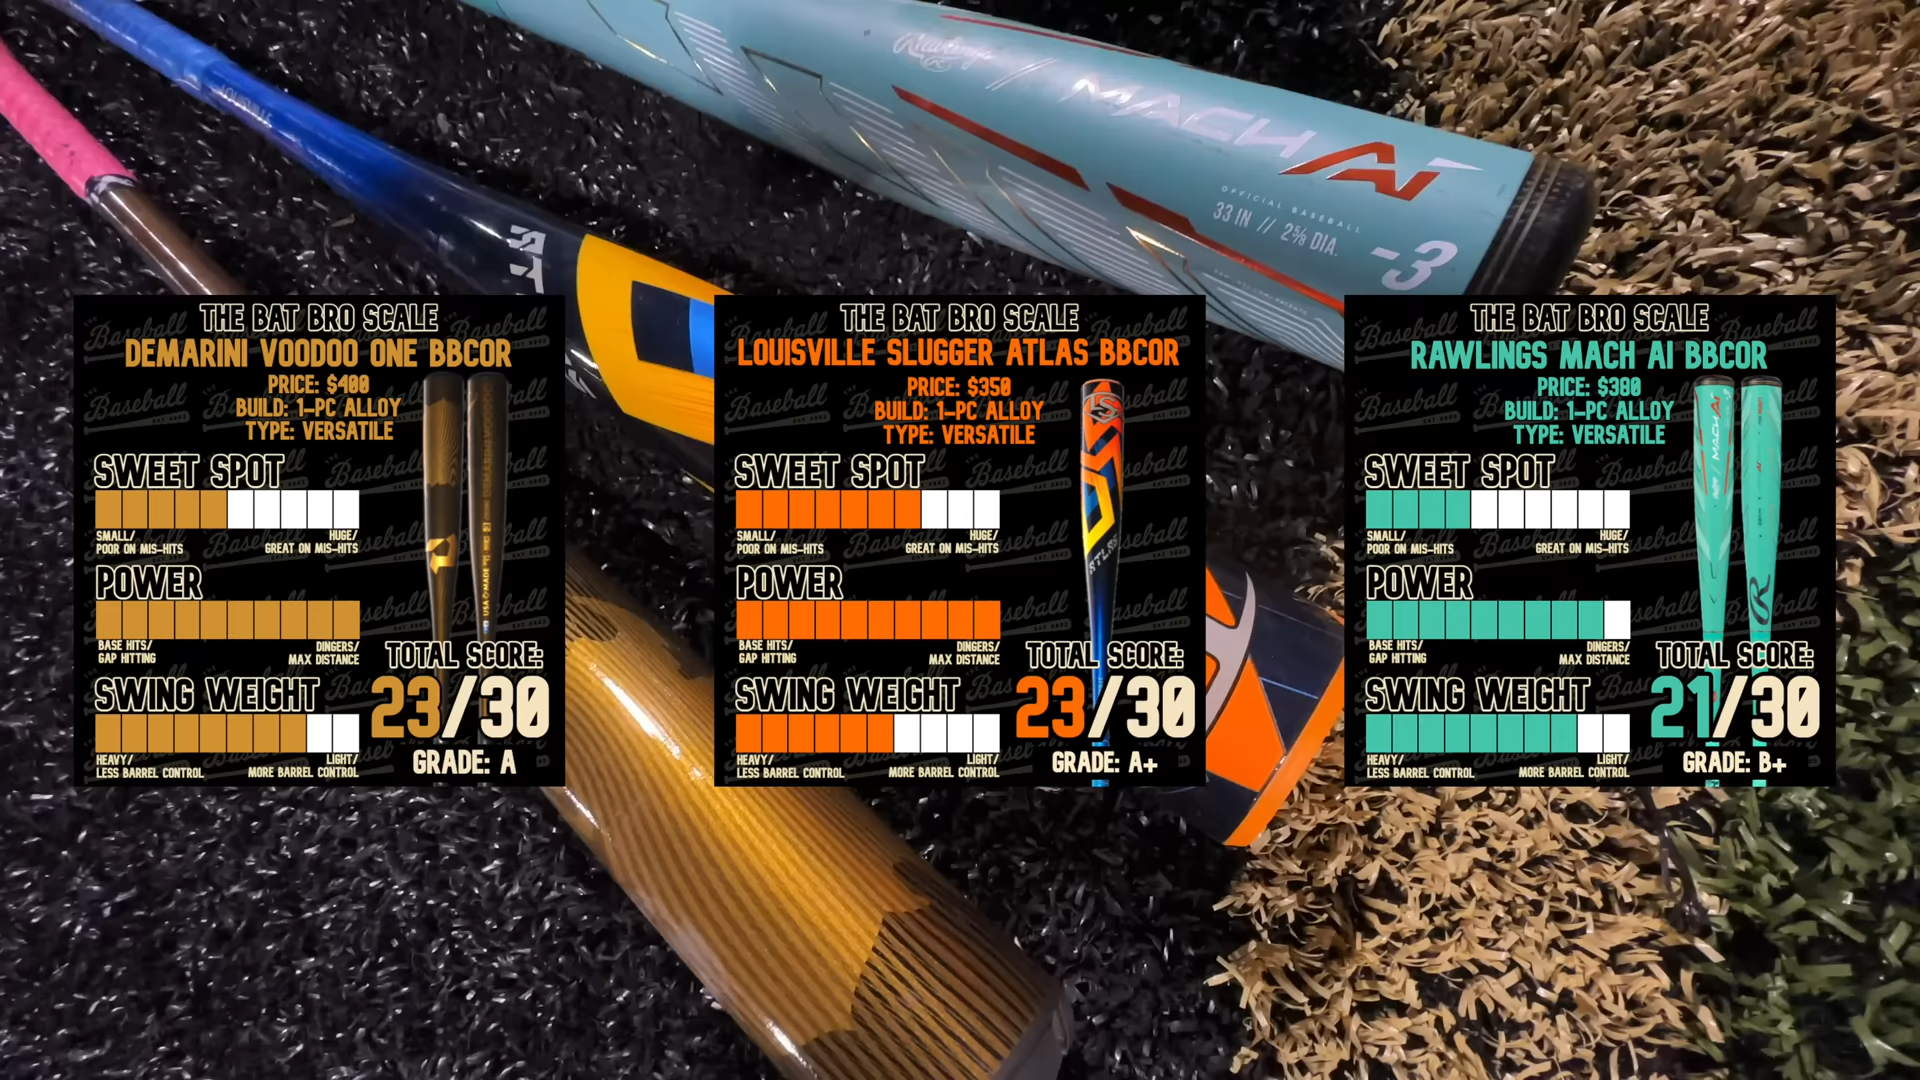 Rawlings // MACH AI
OFFICIAL BASEBALL
33 IN // 2⅝ DIA.
-3
LOUISVILLE
THE BAT BRO SCALE
DEMARINI VOODOO ONE BBCOR
PRICE: $400
BUILD: 1-PC ALLOY
TYPE: VERSATILE
SWEET SPOT
SMALL/
POOR ON MIS-HITS
HUGE/
GREAT ON MIS-HITS
POWER
BASE HITS/
GAP HITTING
DINGERS/
MAX DISTANCE
SWING WEIGHT
HEAVY/
LESS BARREL CONTROL
LIGHT/
MORE BARREL CONTROL
TOTAL SCORE:
23/30
GRADE: A
THE BAT BRO SCALE
LOUISVILLE SLUGGER ATLAS BBCOR
PRICE: $350
BUILD: 1-PC ALLOY
TYPE: VERSATILE
SWEET SPOT
SMALL/
POOR ON MIS-HITS
HUGE/
GREAT ON MIS-HITS
POWER
BASE HITS/
GAP HITTING
DINGERS/
MAX DISTANCE
SWING WEIGHT
HEAVY/
LESS BARREL CONTROL
LIGHT/
MORE BARREL CONTROL
ATLAS
TOTAL SCORE:
23/30
GRADE: A+
THE BAT BRO SCALE
RAWLINGS MACH AI BBCOR
PRICE: $380
BUILD: 1-PC ALLOY
TYPE: VERSATILE
SWEET SPOT
SMALL/
POOR ON MIS-HITS
HUGE/
GREAT ON MIS-HITS
POWER
BASE HITS/
GAP HITTING
DINGERS/
MAX DISTANCE
SWING WEIGHT
HEAVY/
LESS BARREL CONTROL
LIGHT/
MORE BARREL CONTROL
MACH AI
TOTAL SCORE:
21/30
GRADE: B+